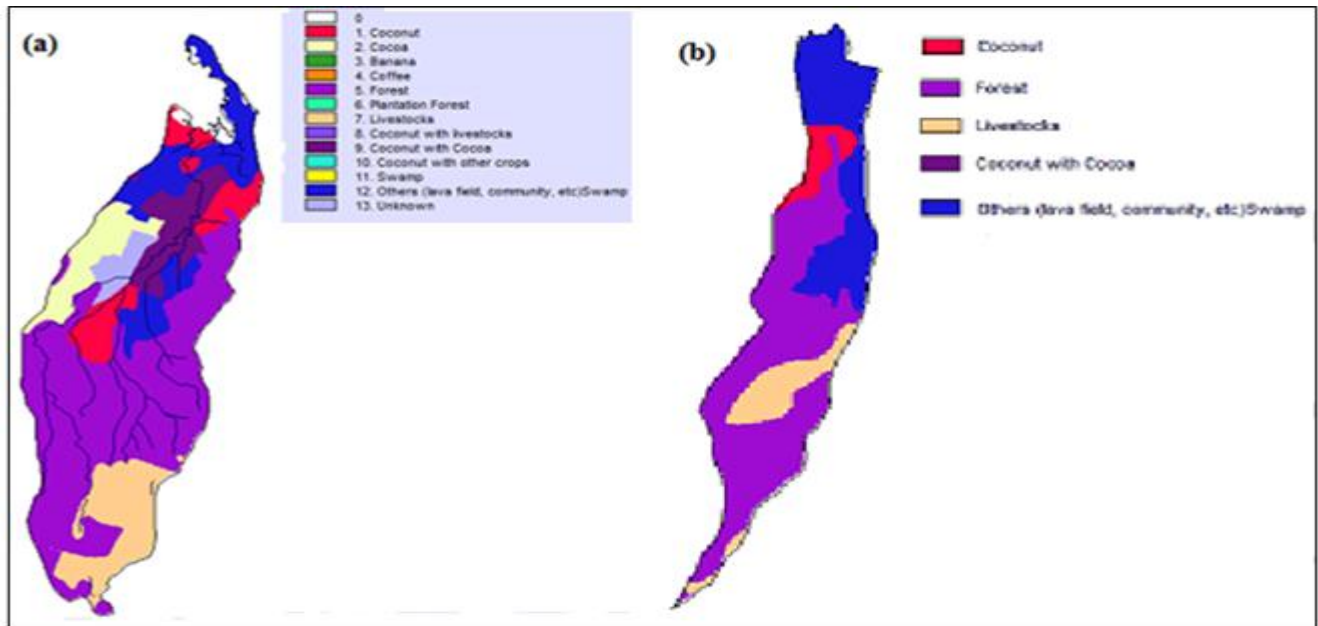 (a)
0
1. Coconut
2. Cocoa
3. Banana
4. Coffee
5. Forest
6. Plantation Forest
7. Livestocks
8. Coconut with livestocks
9. Coconut with Cocoa
10. Coconut with other crops
11. Swamp
12. Others (lava field, community, etc)Swamp
13. Unknown
(b)
Coconut
Forest
Livestocks
Coconut with Cocoa
Others (lava field, community, etc)Swamp